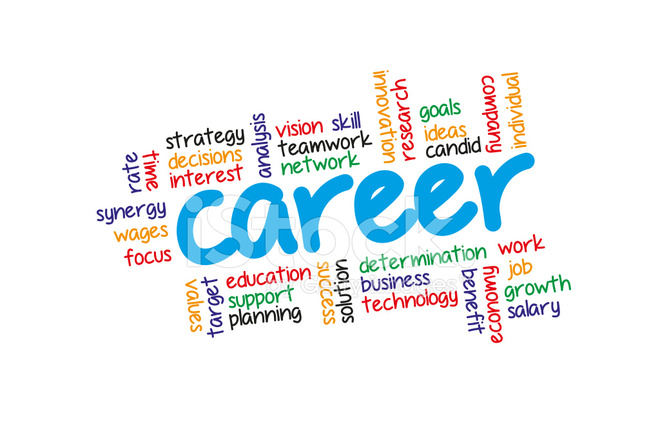 innovation
research
goals
ideas
candid
company
individual
analysis
vision
skill
teamwork
network
strategy
decisions
interest
rate
time
synergy
wages
focus
career
iStock
determination
business
technology
work
job
growth
salary
economy
benefit
education
support
planning
success
solution
values
target